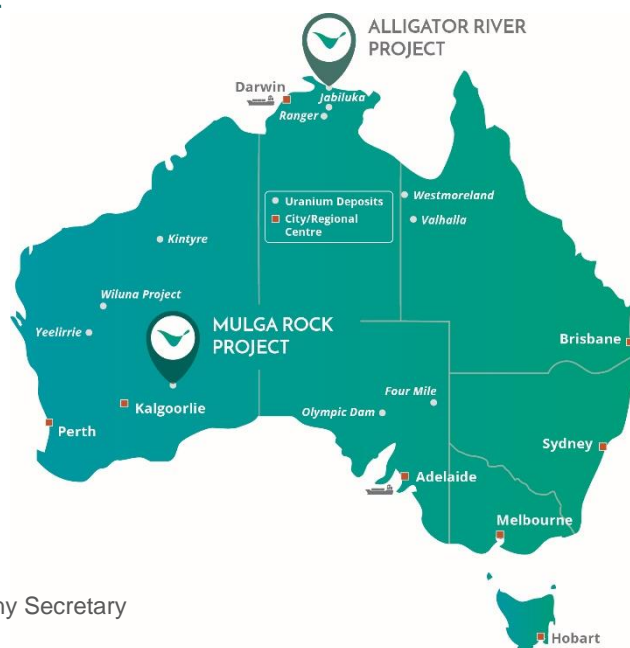 ALLIGATOR RIVER
PROJECT
Darwin
Jabiluka
Ranger
Uranium Deposits
City/Regional
Centre
Westmoreland
Valhalla
Kintyre
Wiluna Project
Yeelirrie
MULGA ROCK
PROJECT
Brisbane
Four Mile
Olympic Dam
Kalgoorlie
Perth
Sydney
Adelaide
Melbourne
ny Secretary
Hobart